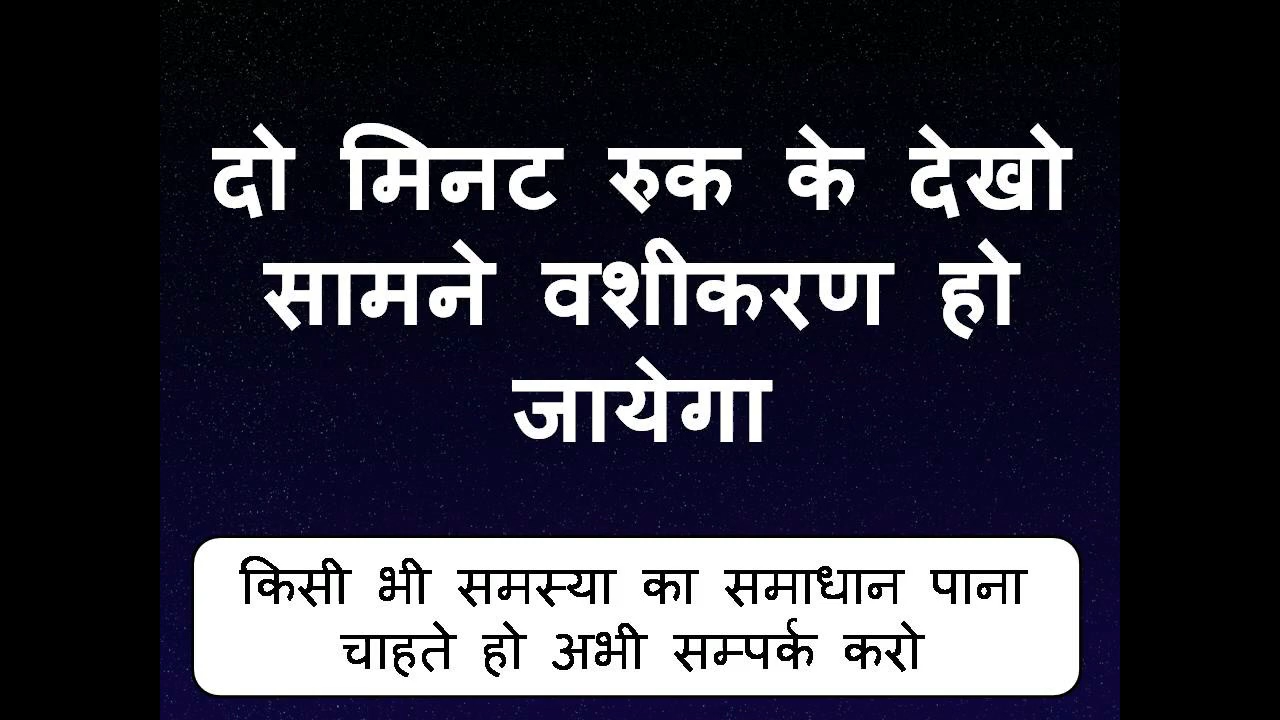 दो मिनट रुक के देखो
सामने वशीकरण हो
जायेगा
किसी भी समस्या का समाधान पाना
चाहते हो अभी सम्पर्क करो